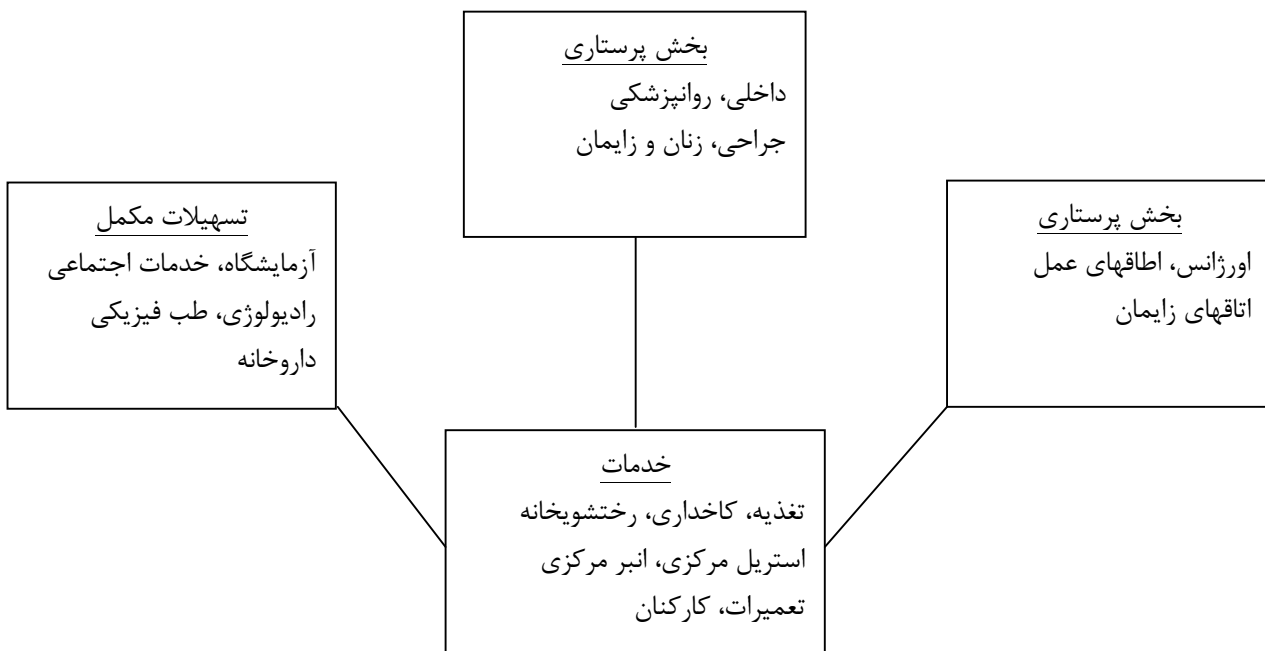 بخش پرستاری
داخلی، روانپزشکی
جراحی، زنان و زایمان
بخش پرستاری
اورژانس، اطاقهای عمل
اتاقهای زایمان
تسهیلات مکمل
آزمایشگاه، خدمات اجتماعی
رادیولوژی، طب فیزیکی
داروخانه
خدمات
تغذیه، کاخداری، رختشویخانه
استریل مرکزی، انبر مرکزی
تعمیرات، کارکنان